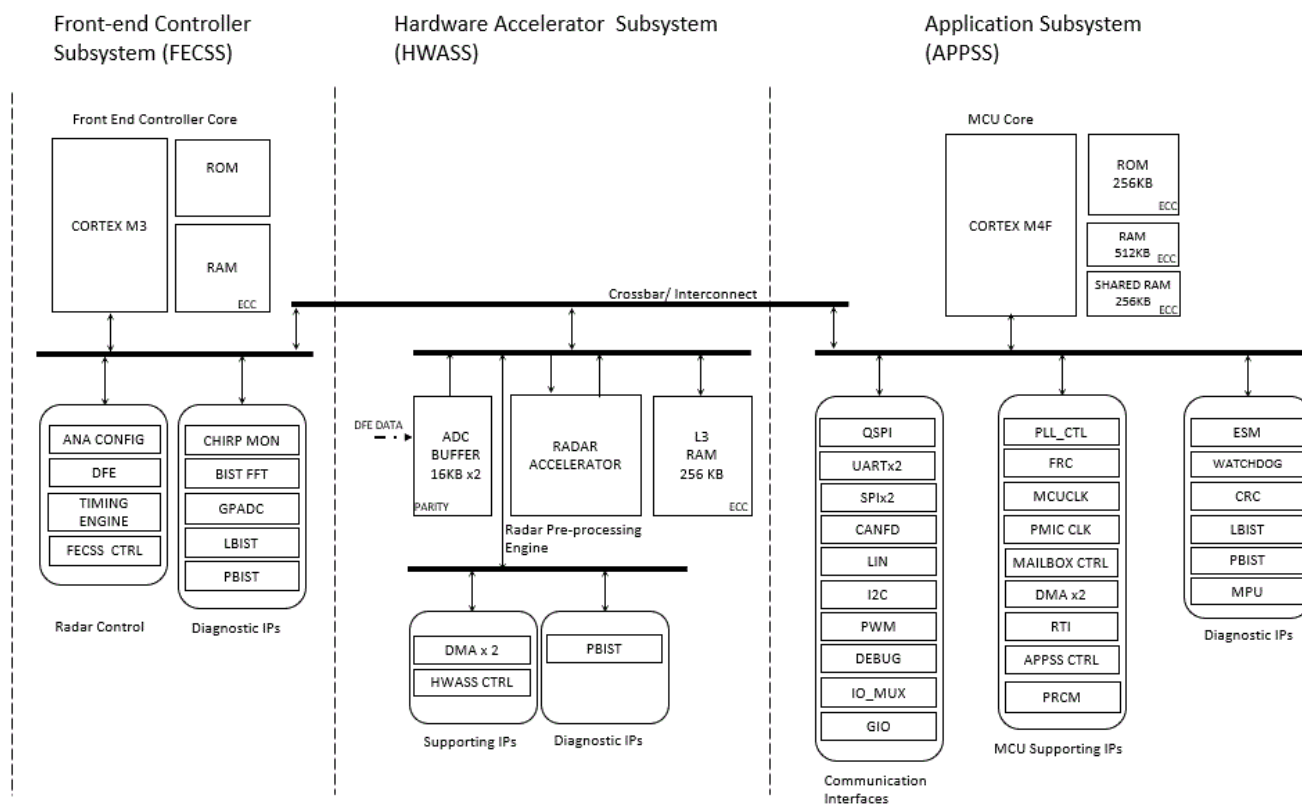 Front-end Controller
Subsystem (FECSS)
Hardware Accelerator Subsystem
(HWASS)
Application Subsystem
(APPSS)
Front End Controller Core
CORTEX M3
ROM
RAM
ECC
MCU Core
CORTEX M4F
ROM
256KB
ECC
RAM
512KB
ECC
SHARED RAM
256KB
ECC
Crossbar/ Interconnect
ANA CONFIG
DFE
TIMING
ENGINE
FECSS CTRL
Radar Control
CHIRP MON
BIST FFT
GPADC
LBIST
PBIST
Diagnostic IPs
DFE DATA
ADC
BUFFER
16KB x2
PARITY
RADAR
ACCELERATOR
L3
RAM
256 KB
ECC
Radar Pre-processing
Engine
DMA x 2
HWASS CTRL
Supporting IPs
PBIST
Diagnostic IPs
QSPI
UARTx2
SPIx2
CANFD
LIN
I2C
PWM
DEBUG
IO_MUX
GIO
Communication
Interfaces
PLL_CTL
FRC
MCUCLK
PMIC CLK
MAILBOX CTRL
DMA x2
RTI
APPSS CTRL
PRCM
MCU Supporting IPs
ESM
WATCHDOG
CRC
LBIST
PBIST
MPU
Diagnostic IPs